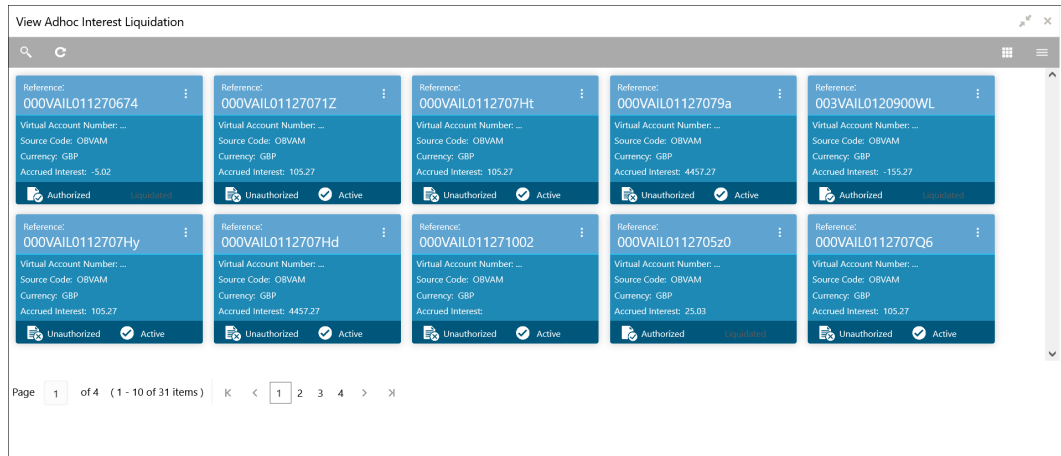 View Adhoc Interest Liquidation
Reference:
000VAIL011270674
Virtual Account Number: ...
Source Code: OBVAM
Currency: GBP
Accrued Interest: -5.02
Authorized Liquidated
Reference:
000VAIL01127071Z
Virtual Account Number: ...
Source Code: OBVAM
Currency: GBP
Accrued Interest: 105.27
Unauthorized Active
Reference:
000VAIL0112707Ht
Virtual Account Number: ...
Source Code: OBVAM
Currency: GBP
Accrued Interest: 105.27
Unauthorized Active
Reference:
000VAIL01127079a
Virtual Account Number: ...
Source Code: OBVAM
Currency: GBP
Accrued Interest: 4457.27
Unauthorized Active
Reference:
003VAIL0120900WL
Virtual Account Number: ...
Source Code: OBVAM
Currency: GBP
Accrued Interest: -155.27
Authorized Liquidated
Reference:
000VAIL0112707Hy
Virtual Account Number: ...
Source Code: OBVAM
Currency: GBP
Accrued Interest: 105.27
Unauthorized Active
Reference:
000VAIL0112707Hd
Virtual Account Number: ...
Source Code: OBVAM
Currency: GBP
Accrued Interest: 4457.27
Unauthorized Active
Reference:
000VAIL011271002
Virtual Account Number: ...
Source Code: OBVAM
Currency: GBP
Accrued Interest:
Unauthorized Active
Reference:
000VAIL0112705z0
Virtual Account Number: ...
Source Code: OBVAM
Currency: GBP
Accrued Interest: 25.03
Authorized Liquidated
Reference:
000VAIL0112707Q6
Virtual Account Number: ...
Source Code: OBVAM
Currency: GBP
Accrued Interest: 105.27
Unauthorized Active
Page 1 of 4 ( 1 - 10 of 31 items ) 1 2 3 4